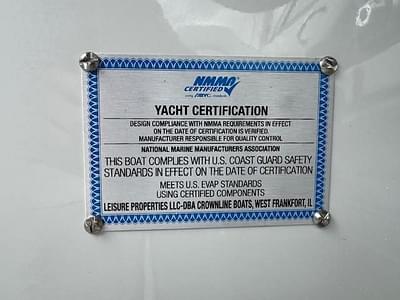 NMMA
CERTIFIED
using ABYC standards
YACHT CERTIFICATION
DESIGN COMPLIANCE WITH NMMA REQUIREMENTS IN EFFECT
ON THE DATE OF CERTIFICATION IS VERIFIED.
MANUFACTURER RESPONSIBLE FOR QUALITY CONTROL
NATIONAL MARINE MANUFACTURERS ASSOCIATION
THIS BOAT COMPLIES WITH U.S. COAST GUARD SAFETY
STANDARDS IN EFFECT ON THE DATE OF CERTIFICATION
MEETS U.S. EVAP STANDARDS
USING CERTIFIED COMPONENTS
LEISURE PROPERTIES LLC-DBA CROWNLINE BOATS, WEST FRANKFORT, IL